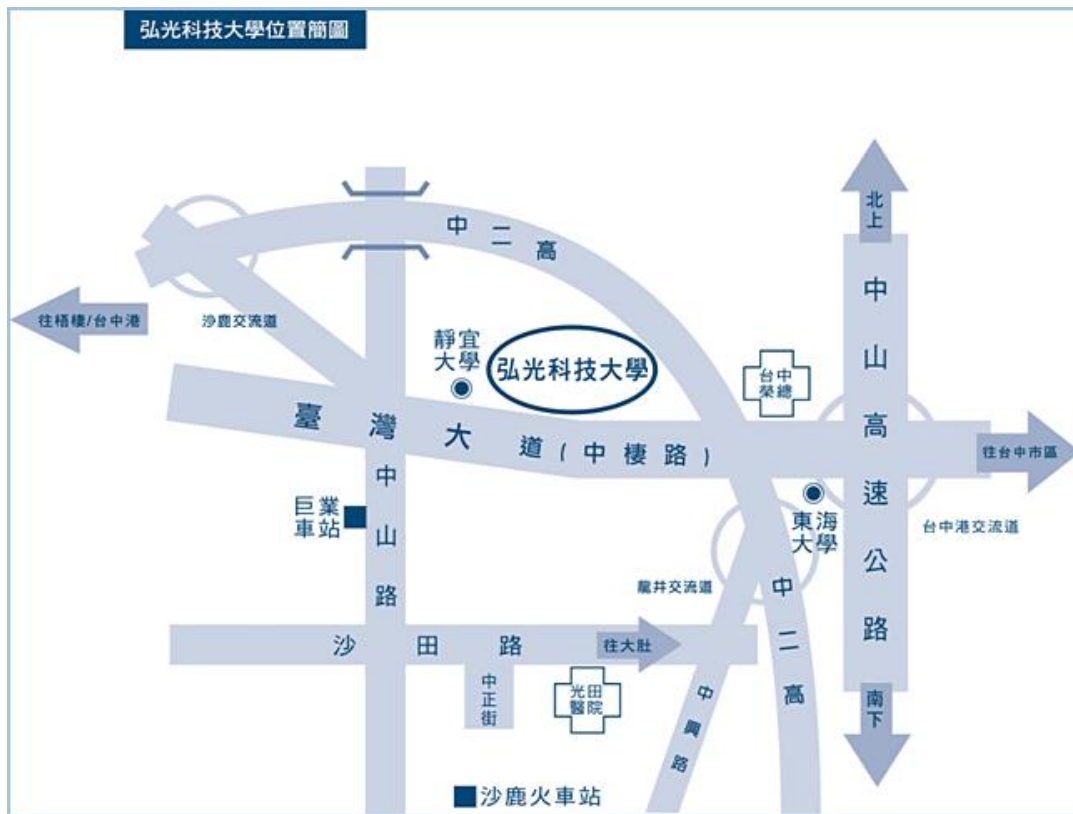 弘光科技大學位置簡圖
北上
中二高
中山高速公路
往梧棲/台中港
沙鹿交流道
靜宜
大學
弘光科技大學
台中
榮總
臺灣大道(中棲路)
往台中市區
中山路
巨業
車站
東海
大學
台中港交流道
龍井交流道
中二高
沙田路
往大肚
中正街
光田
醫院
中興路
南下
沙鹿火車站